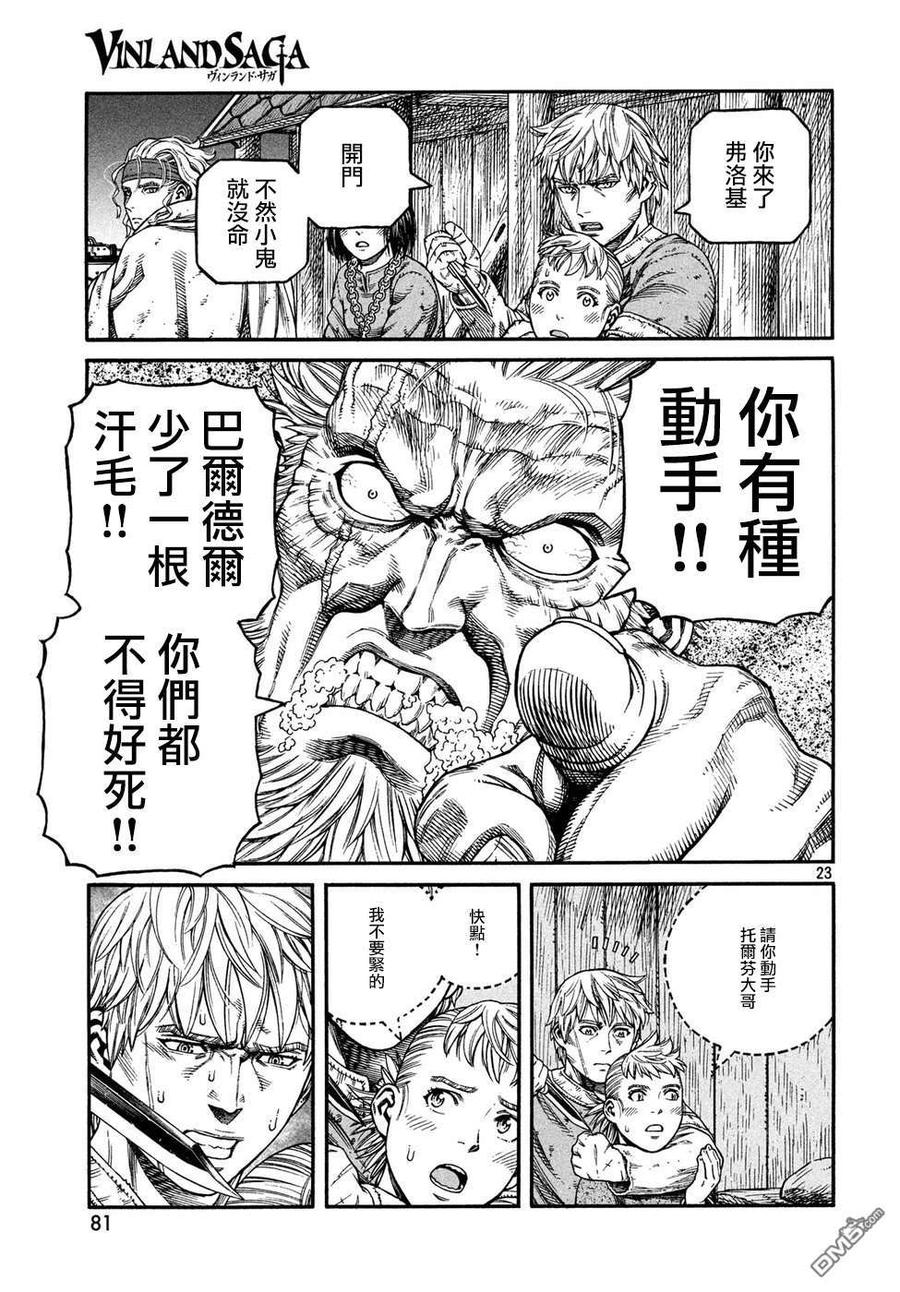 VINLAND SAGA
ヴィンランド・サガ
你來了
弗洛基
開門
不然小鬼
就沒命
你有種
動手!!
巴爾德爾
少了一根
汗毛!!
你們都
不得好死!!
23
請你動手
托爾芬大哥
快點！
我不要緊的
81
DM5.com